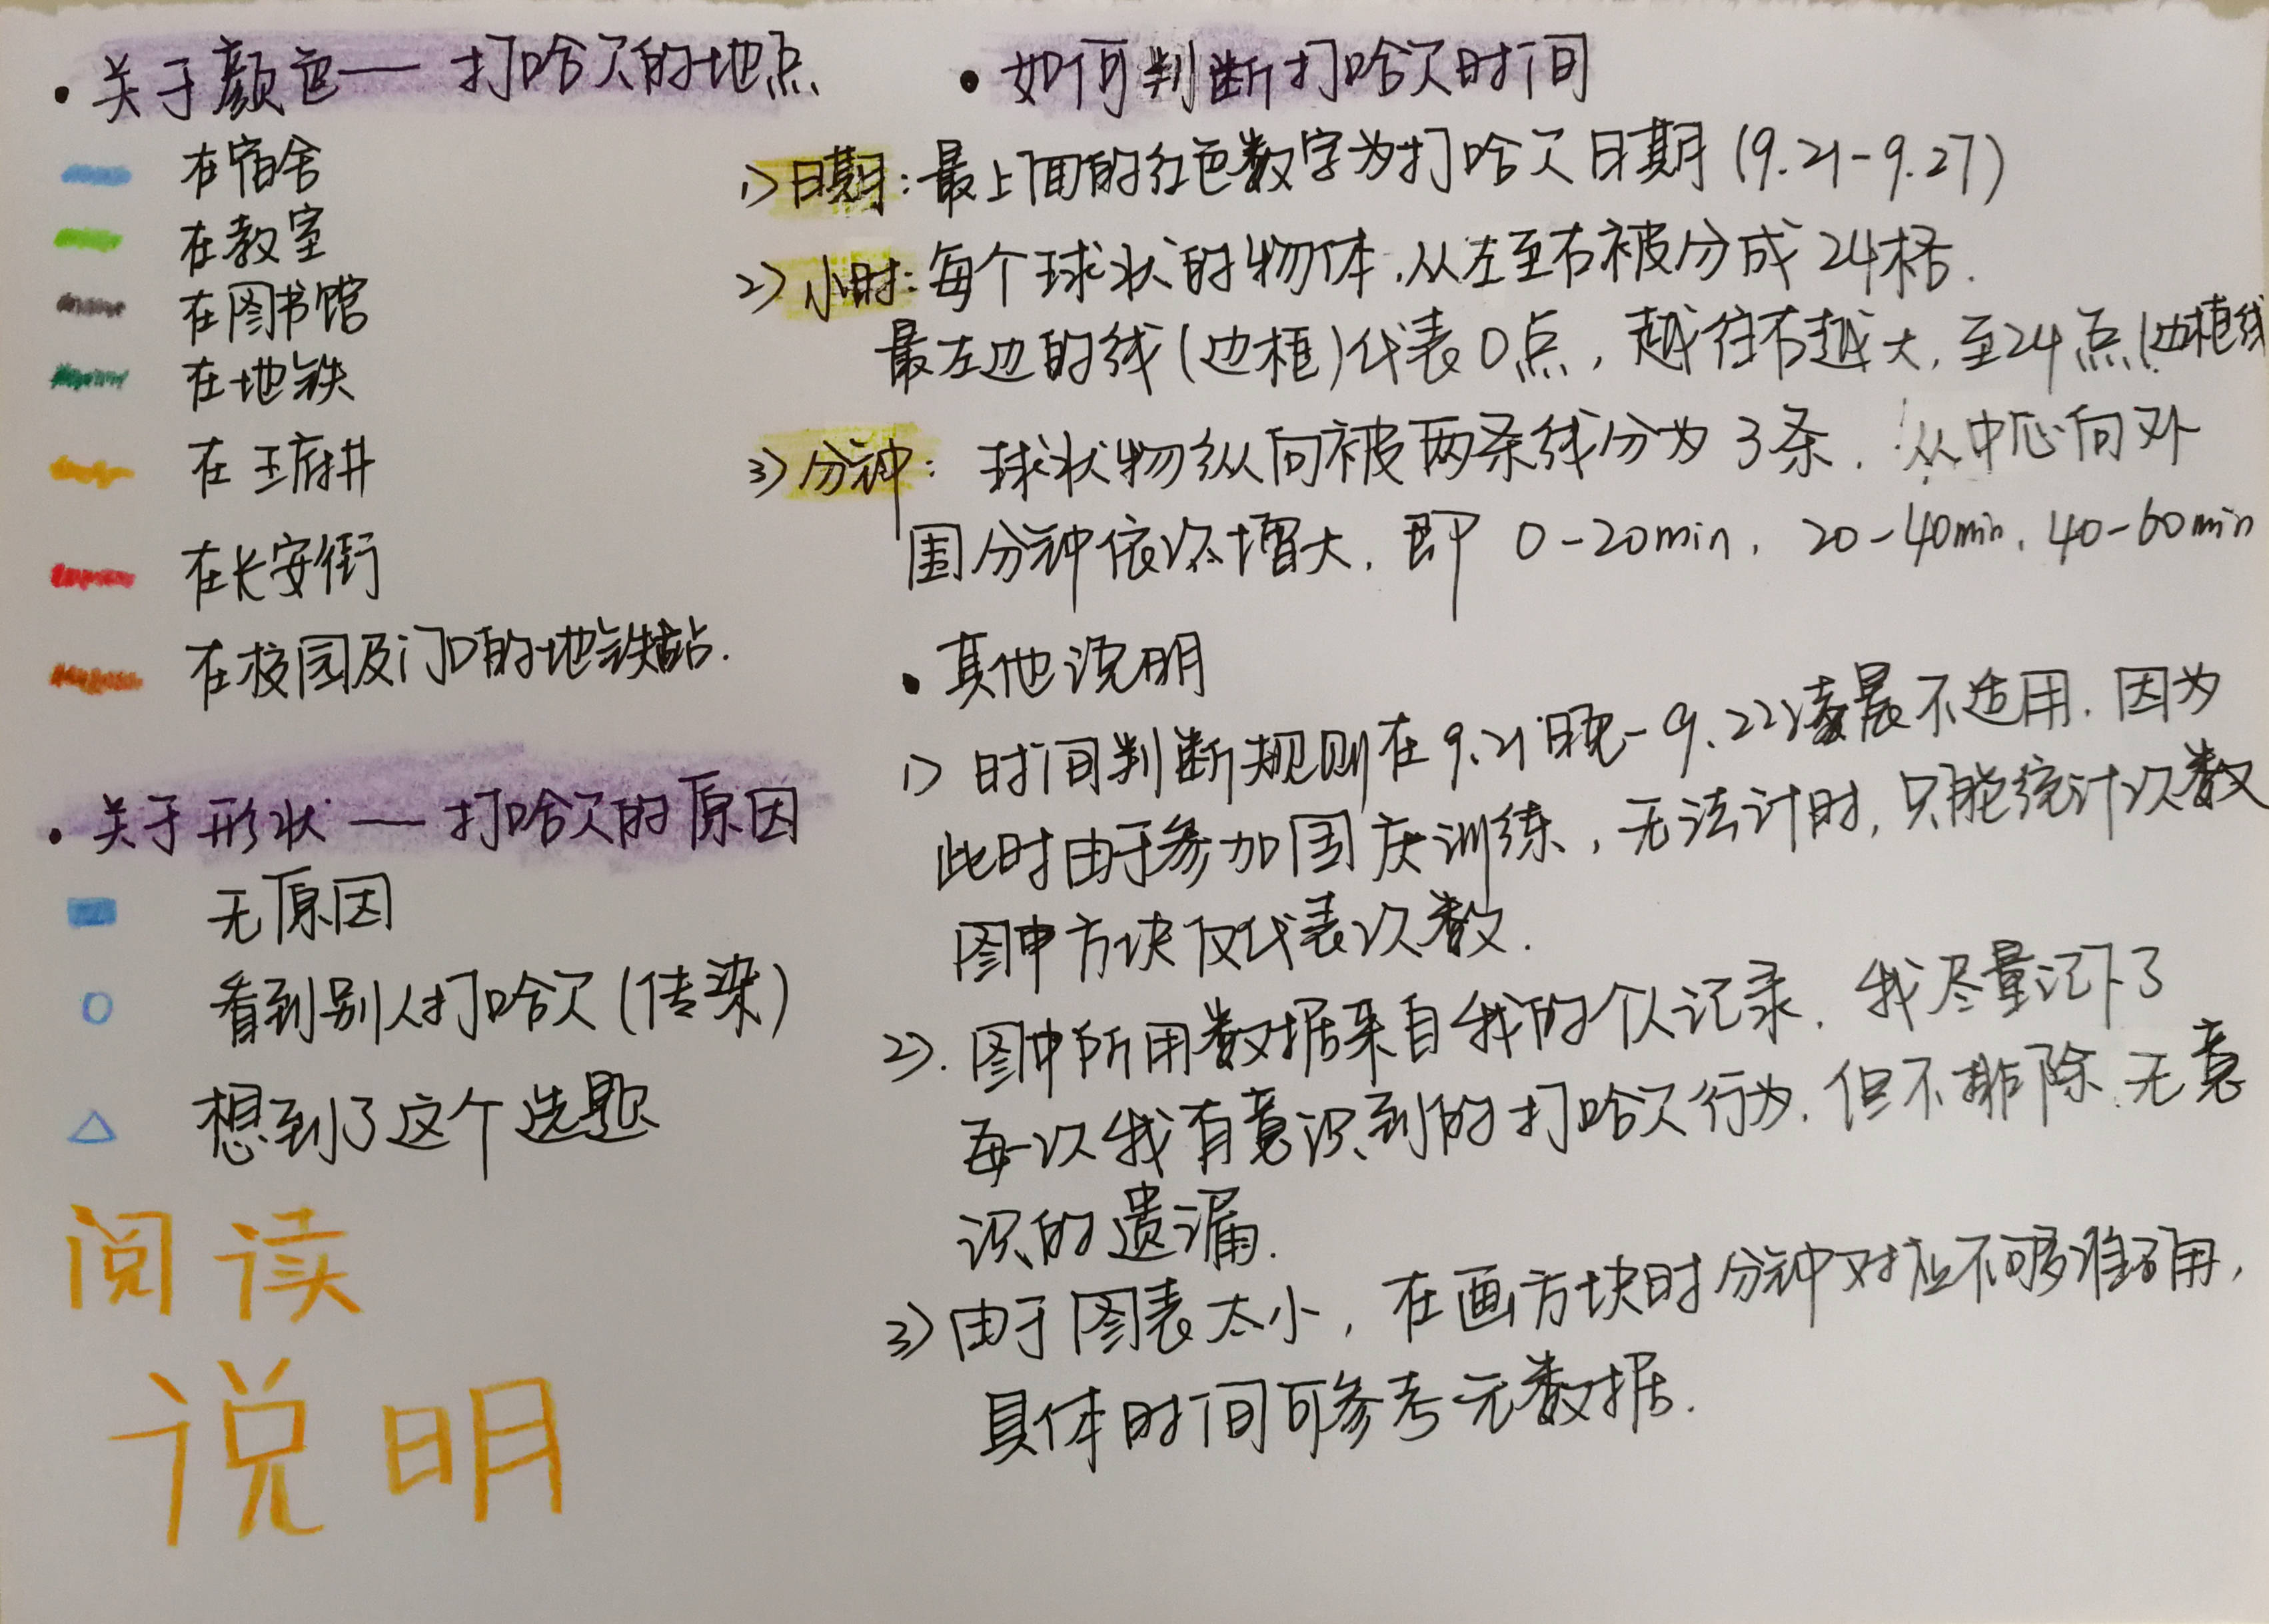 • 关于颜色—打哈欠的地点
在宿舍
在教室
在图书馆
在地铁
在王府井
在长安街
在校园及门口的地铁站.
• 关于形状—打哈欠的原因
无原因
看到别人打哈欠(传染)
想到了这个选题
阅读
说明
• 如何判断打哈欠时间
1)日期:最上面的红色数字为打哈欠日期(9.21-9.27)
2)小时:每个球状的物体,从左至右被分成24格.
最左边的线(边框)代表0点,越往右越大,至24点(边框线
3)分钟:球状物纵向被两条线分为3条.从中心向外
围分钟依次增大.即0-20min, 20-40min, 40-60min
• 其他说明
1)时间判断规则在9.21晚-9.22凌晨不适用.因为
此时由于参加国庆训练,无法计时,只能统计次数
图中方块仅代表次数.
2).图中所用数据来自我的个人记录.我尽量记下了
每一次我有意识到的打哈欠行为.但不排除无意
识的遗漏.
3)由于图表太小,在画方块时分钟对应不够准确,
具体时间可参考元数据.